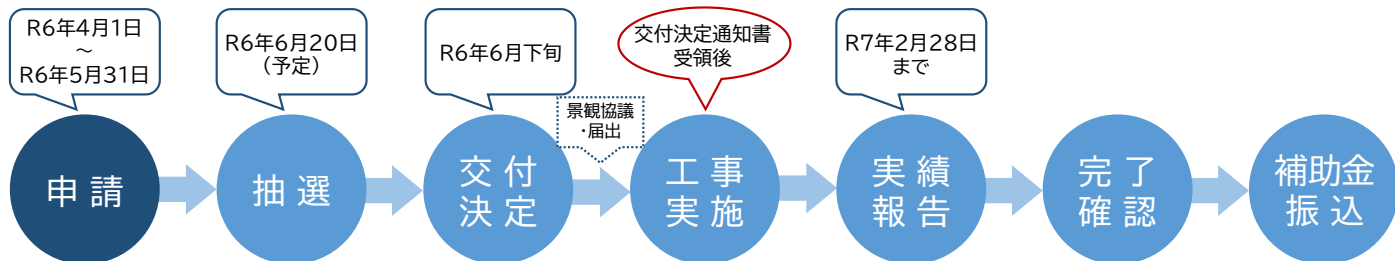 R6年4月1日
～
R6年5月31日
R6年6月20日
（予定）
R6年6月下旬
景観協議
・届出
交付決定通知書
受領後
R7年2月28日
まで
申請
抽選
交付
決定
工事
実施
実績
報告
完了
確認
補助金
振込